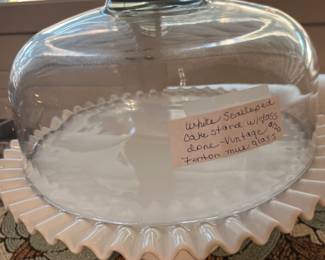 White Scalloped
Cake stand w/glass
dome - Vintage
Fenton milk glass